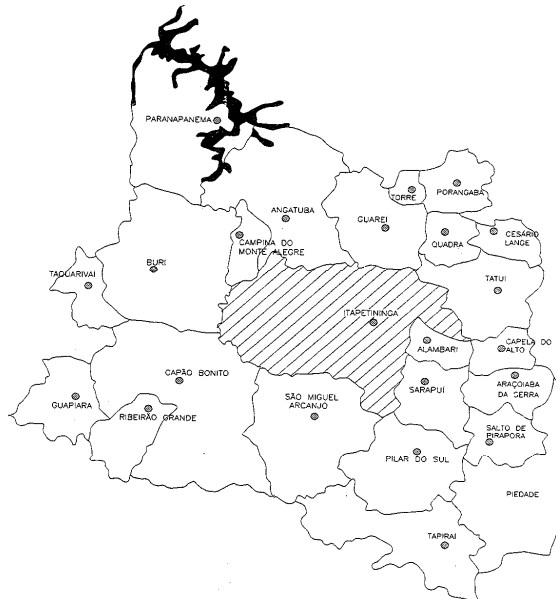 PARANAPANEMA
TORRE
PORANGABA
ANGATUBA
GUAREI
CAMPINA DO
MONTE ALEGRE
QUADRA
CESÁRIO
LANGE
BURI
TAQUARIVAÍ
TATUI
ITAPETININGA
ALAMBARI
CAPELA DO
ALTO
CAPÃO BONITO
SARAPUÍ
ARAÇOIABA
DA SERRA
GUAPIARA
RIBEIRÃO GRANDE
SÃO MIGUEL
ARCANJO
SALTO DE
PIRAPORA
PILAR DO SUL
PIEDADE
TAPIRAÍ